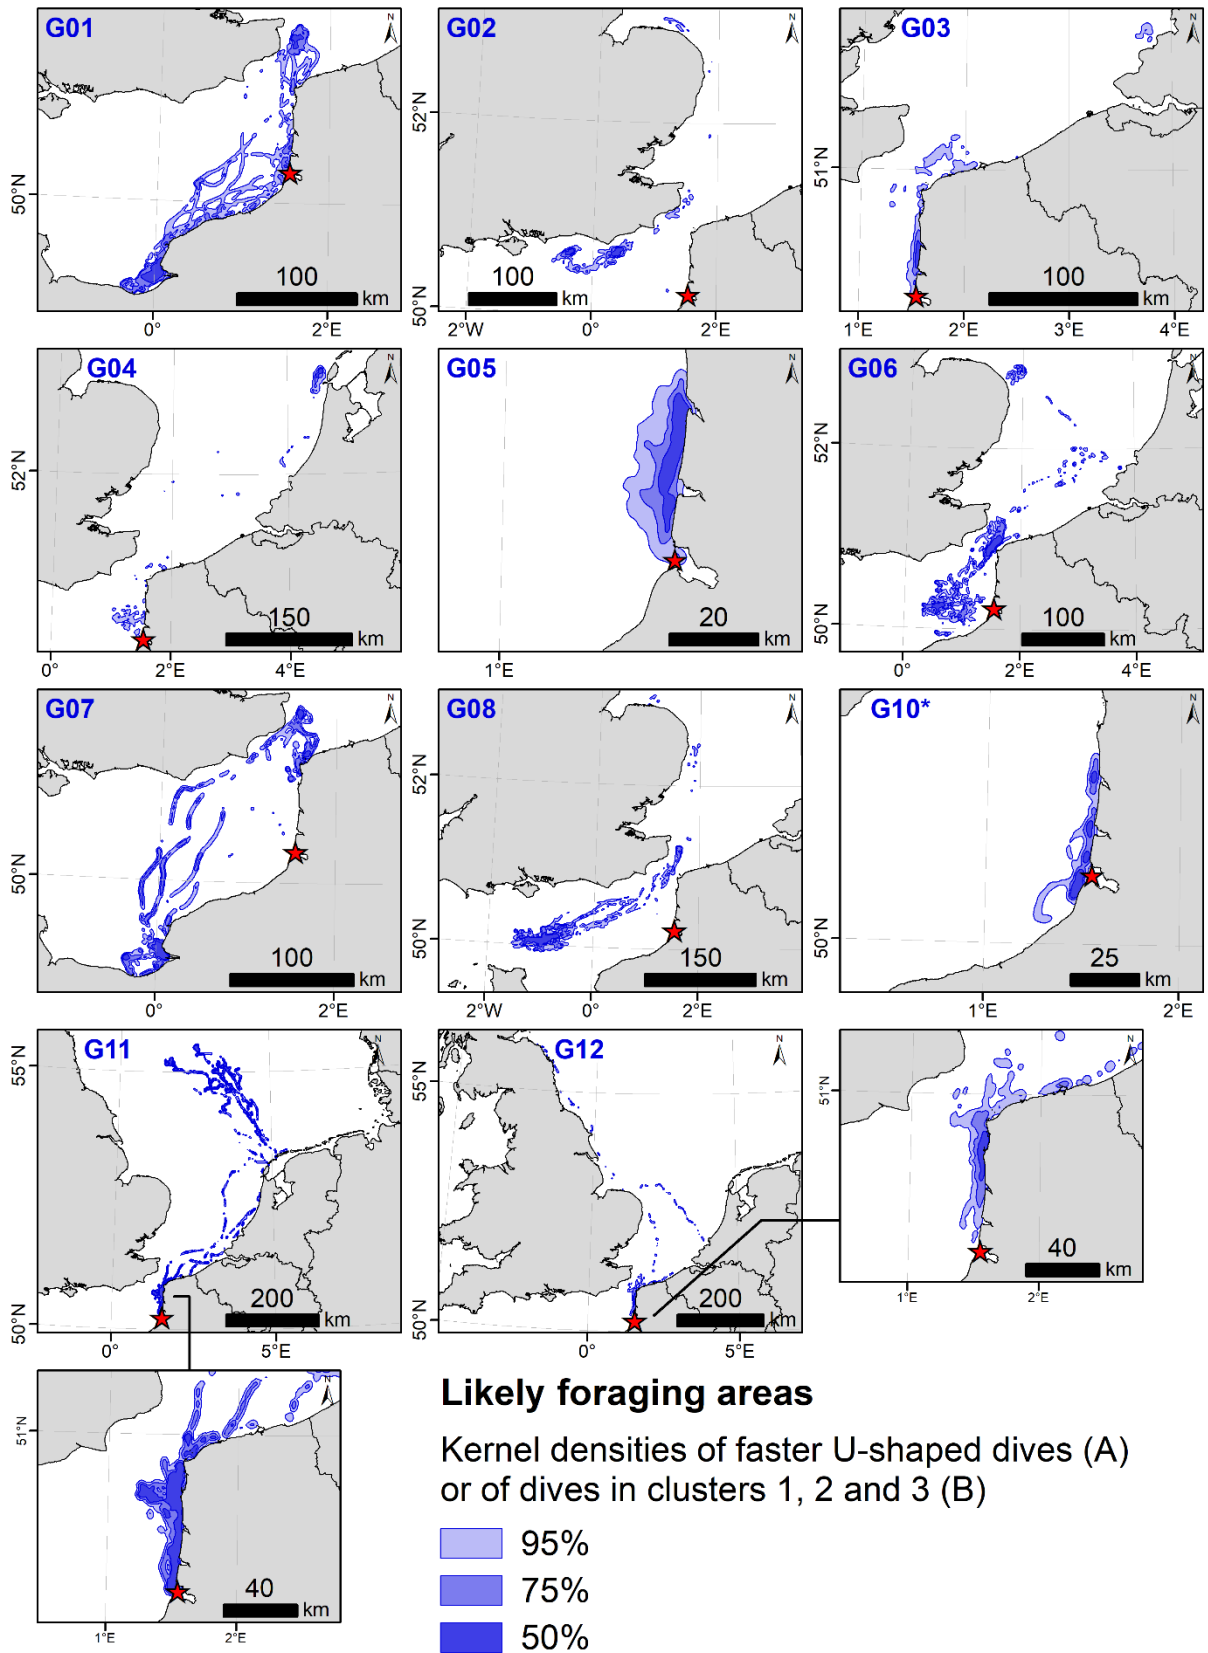 G01
N
50°N
100
km
0°
2°E
G02
N
52°N
50°N
100
km
2°W
0°
2°E
G03
N
51°N
100
km
1°E
2°E
3°E
4°E
G04
N
52°N
150
km
0°
2°E
4°E
G05
N
20
km
1°E
G06
N
52°N
50°N
100
km
0°
2°E
4°E
G07
N
50°N
100
km
0°
2°E
G08
N
52°N
50°N
150
km
2°W
0°
2°E
G10*
N
50°N
25
km
1°E
2°E
G11
N
55°N
50°N
200
km
0°
5°E
G12
N
55°N
50°N
200
km
0°
5°E
N
51°N
40
km
1°E
2°E
N
51°N
40
km
1°E
2°E
Likely foraging areas
Kernel densities of faster U-shaped dives (A)
or of dives in clusters 1, 2 and 3 (B)
95%
75%
50%